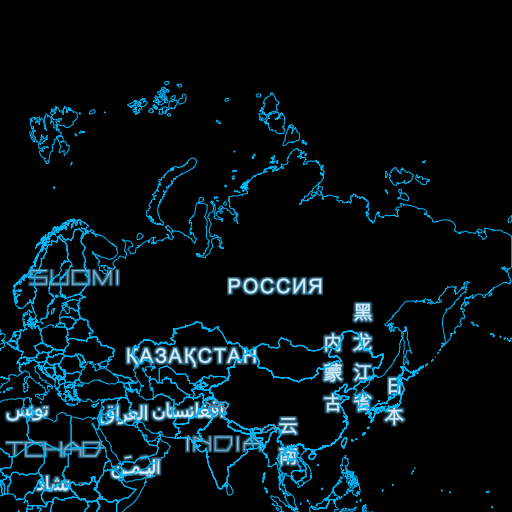 SUOMI
РОССИЯ
黑龙江省
内蒙古
ҚАЗАҚСТАН
日本
تونس
العراق
افغانستان
云南
TCHAD
INDIA
اليمن
تشاد